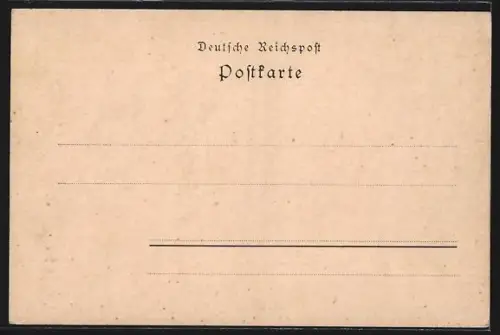 Deutsche Reichspost
Postkarte